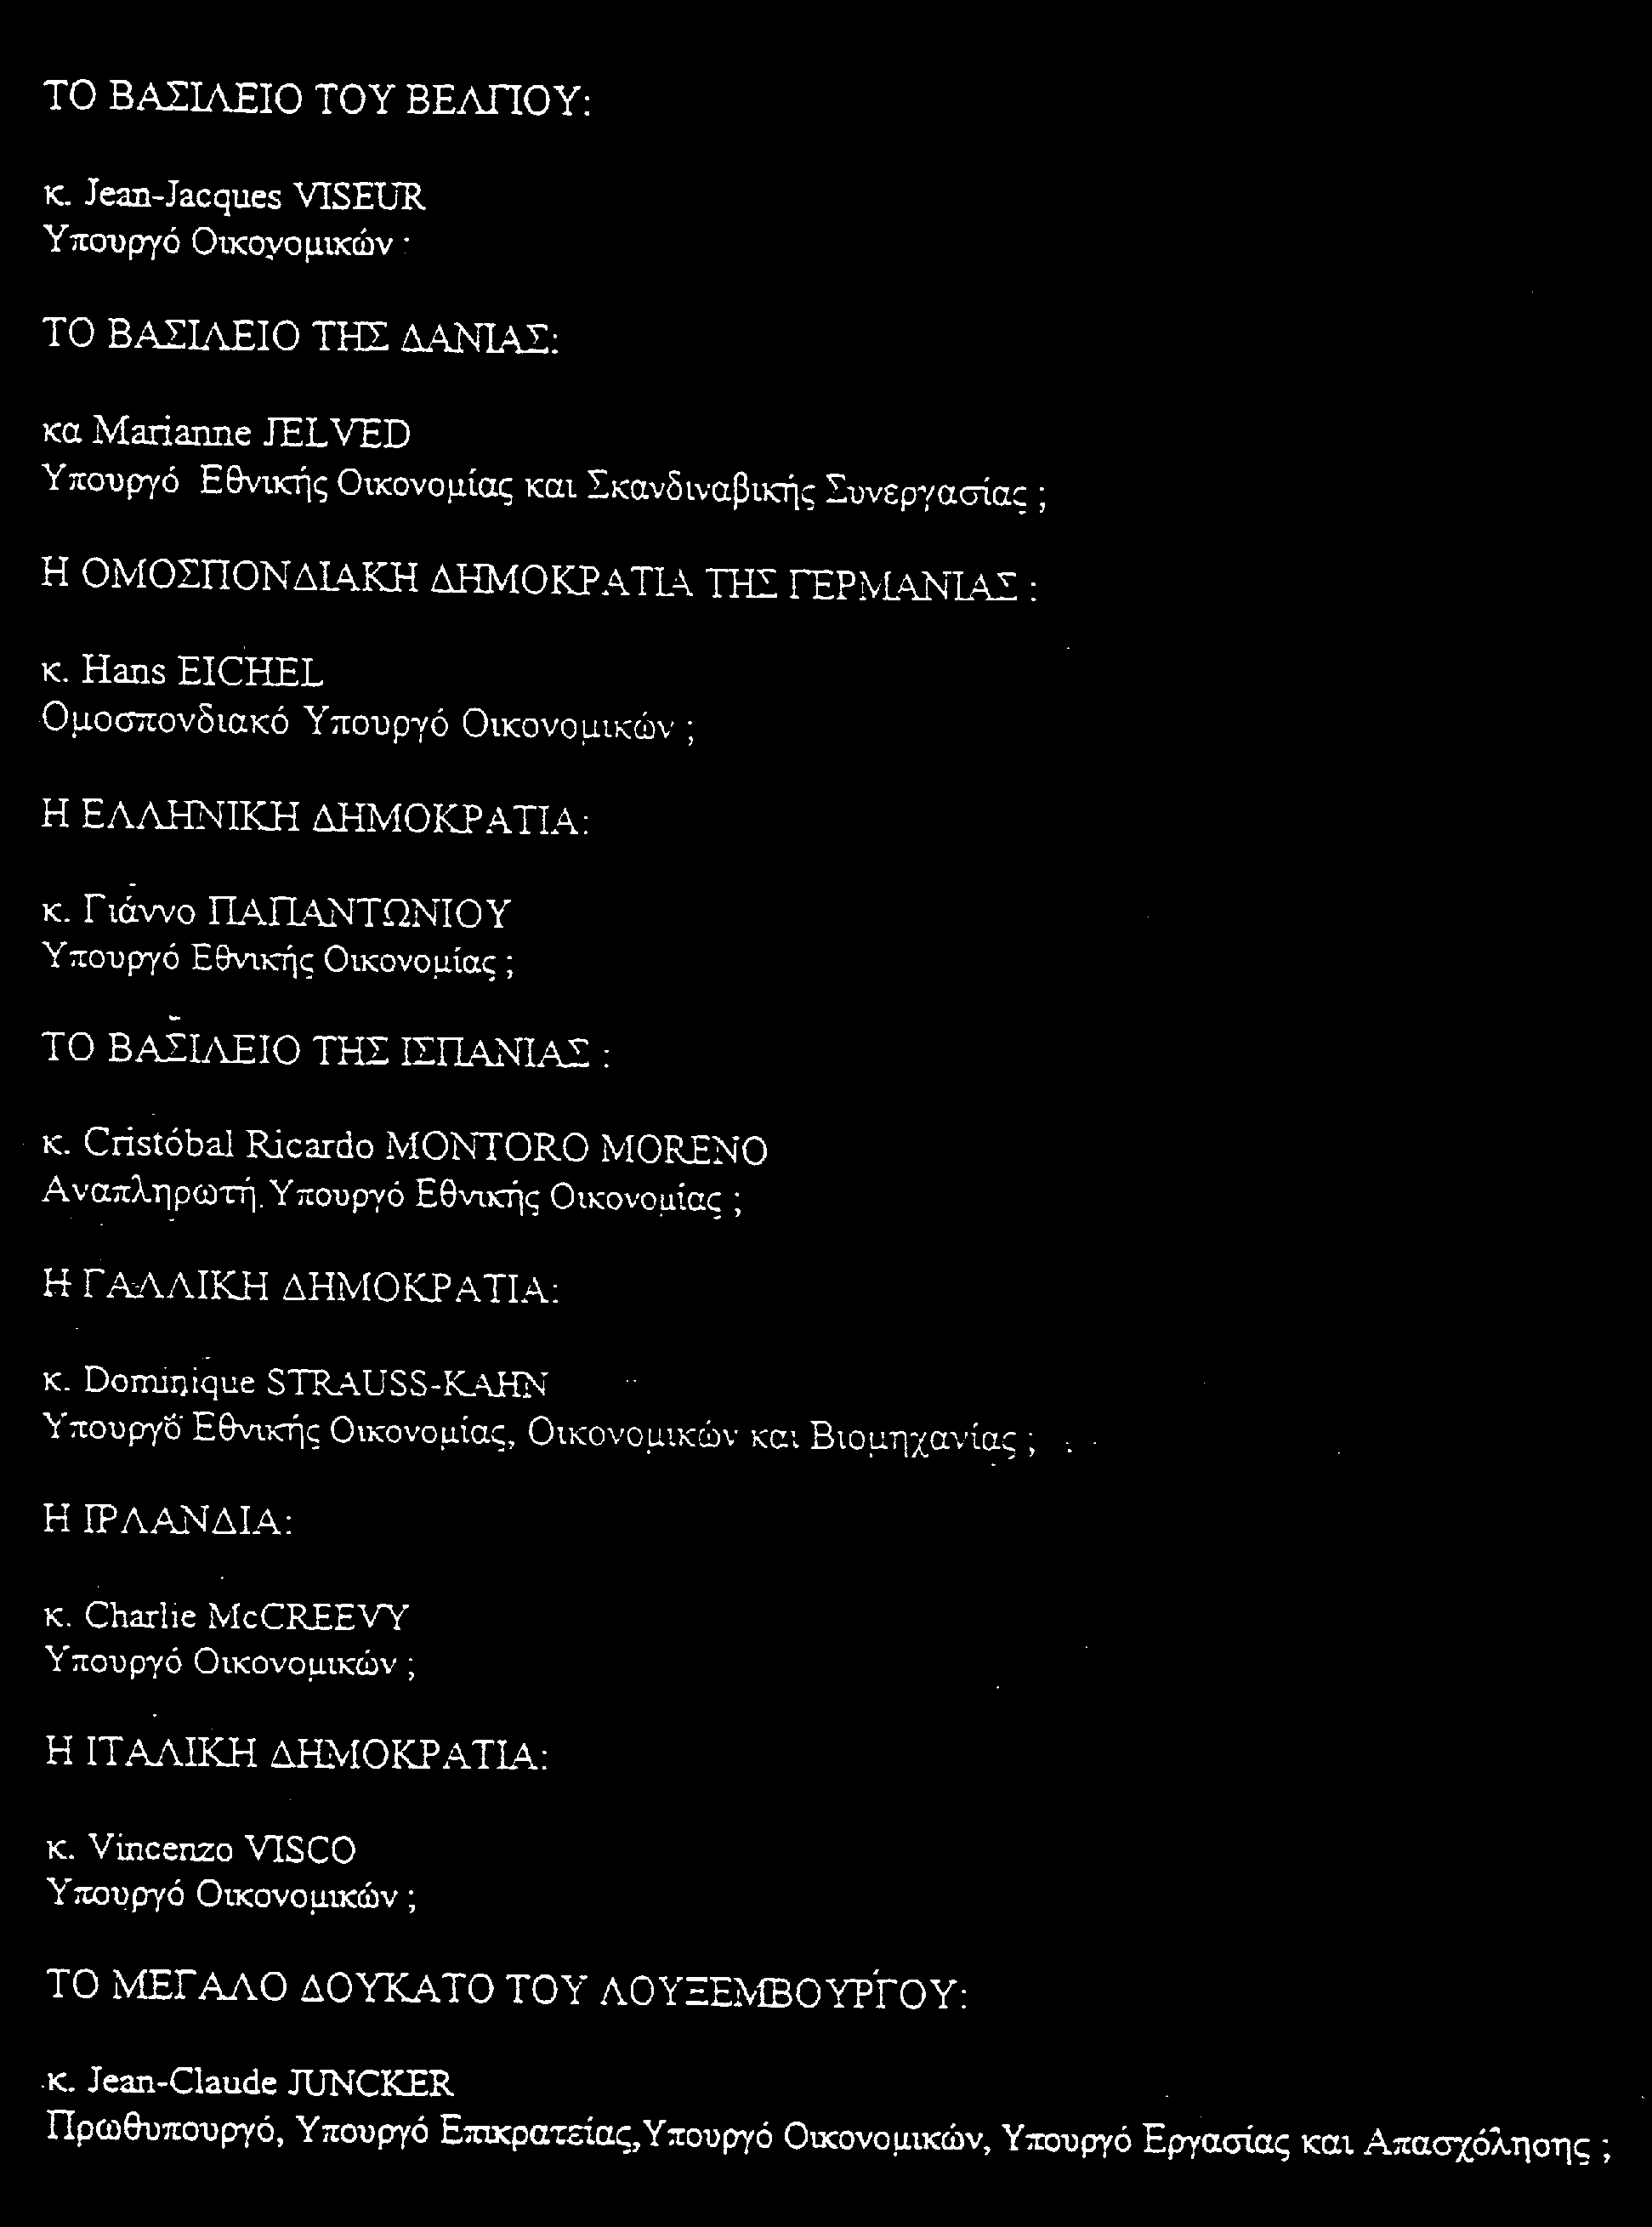 ΤΟ ΒΑΣΙΛΕΙΟ ΤΟΥ ΒΕΛΓΙΟΥ:
κ. Jean-Jacques VISEUR
Υπουργό Οικονομικών ;
ΤΟ ΒΑΣΙΛΕΙΟ ΤΗΣ ΔΑΝΙΑΣ:
κα Marianne JELVED
Υπουργό Εθνικής Οικονομίας και Σκανδιναβικής Συνεργασίας ;
Η ΟΜΟΣΠΟΝΔΙΑΚΗ ΔΗΜΟΚΡΑΤΙΑ ΤΗΣ ΓΕΡΜΑΝΙΑΣ :
κ. Hans EICHEL
Ομοσπονδιακό Υπουργό Οικονομικών ;
Η ΕΛΛΗΝΙΚΗ ΔΗΜΟΚΡΑΤΙΑ:
κ. Γιάννο ΠΑΠΑΝΤΩΝΙΟΥ
Υπουργό Εθνικής Οικονομίας ;
ΤΟ ΒΑΣΙΛΕΙΟ ΤΗΣ ΙΣΠΑΝΙΑΣ :
κ. Cristóbal Ricardo MONTORO MORENO
Αναπληρωτή Υπουργό Εθνικής Οικονομίας ;
Η ΓΑΛΛΙΚΗ ΔΗΜΟΚΡΑΤΙΑ:
κ. Dominique STRAUSS-KAHN
Υπουργό Εθνικής Οικονομίας, Οικονομικών και Βιομηχανίας ;
Η ΙΡΛΑΝΔΙΑ:
κ. Charlie McCREEVY
Υπουργό Οικονομικών ;
Η ΙΤΑΛΙΚΗ ΔΗΜΟΚΡΑΤΙΑ:
κ. Vincenzo VISCO
Υπουργό Οικονομικών ;
ΤΟ ΜΕΓΑΛΟ ΔΟΥΚΑΤΟ ΤΟΥ ΛΟΥΞΕΜΒΟΥΡΓΟΥ:
κ. Jean-Claude JUNCKER
Πρωθυπουργό, Υπουργό Επικρατείας, Υπουργό Οικονομικών, Υπουργό Εργασίας και Απασχόλησης ;